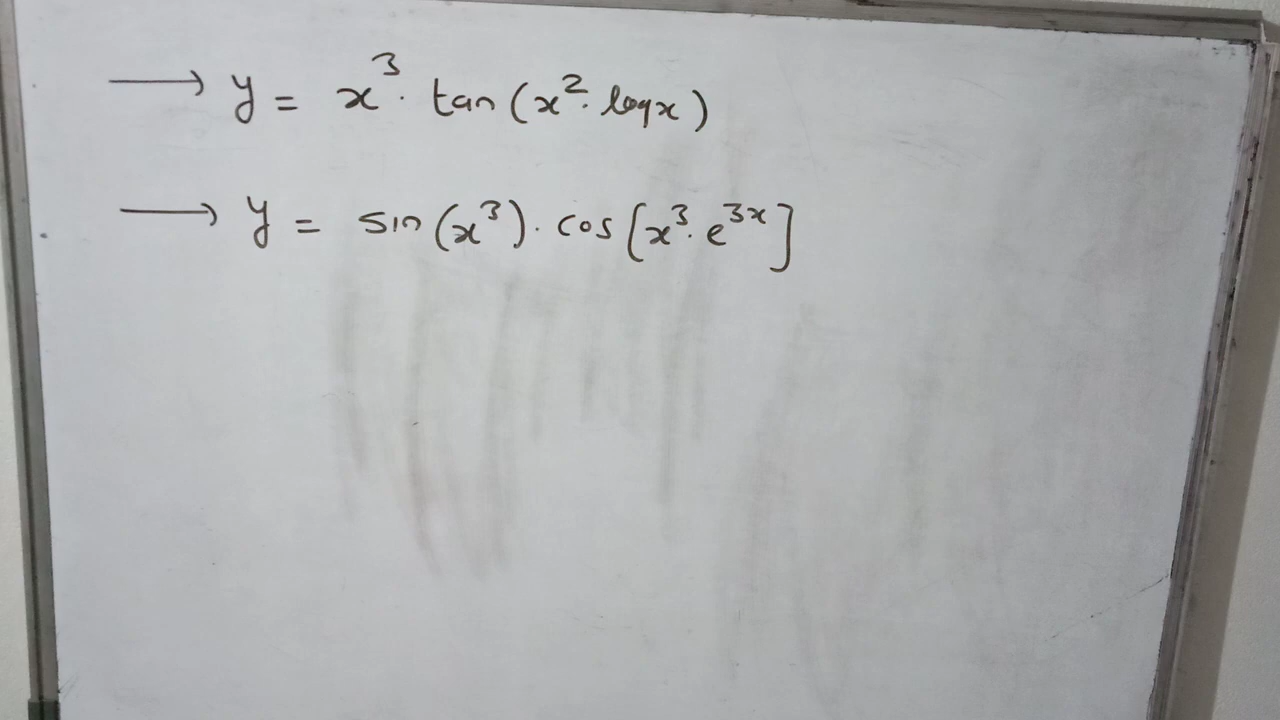 → y = x³. tan(x². logx)
→ y = sin(x³). cos[x³. e³ˣ]